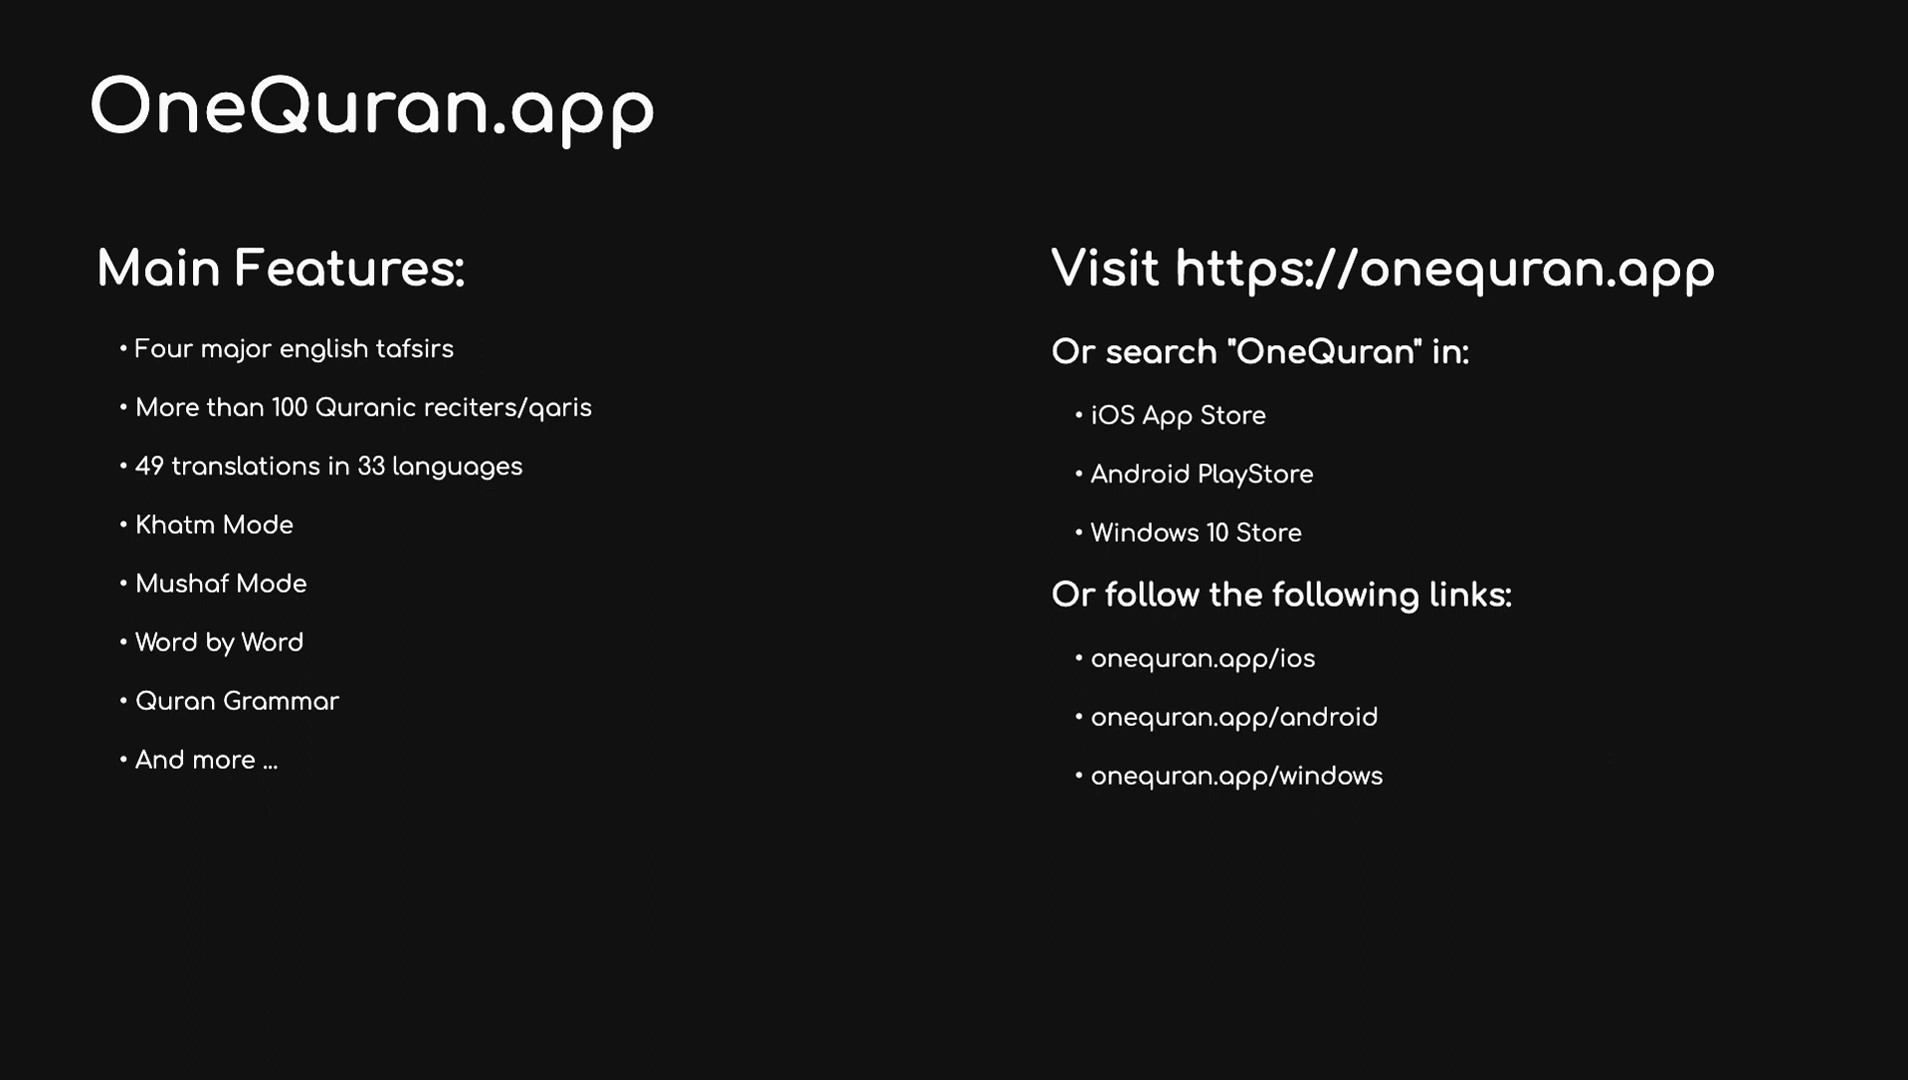 OneQuran.app
Main Features:
• Four major english tafsirs
• More than 100 Quranic reciters/qaris
• 49 translations in 33 languages
• Khatm Mode
• Mushaf Mode
• Word by Word
• Quran Grammar
• And more ...
Visit https://onequran.app
Or search "OneQuran" in:
• iOS App Store
• Android PlayStore
• Windows 10 Store
Or follow the following links:
• onequran.app/ios
• onequran.app/android
• onequran.app/windows